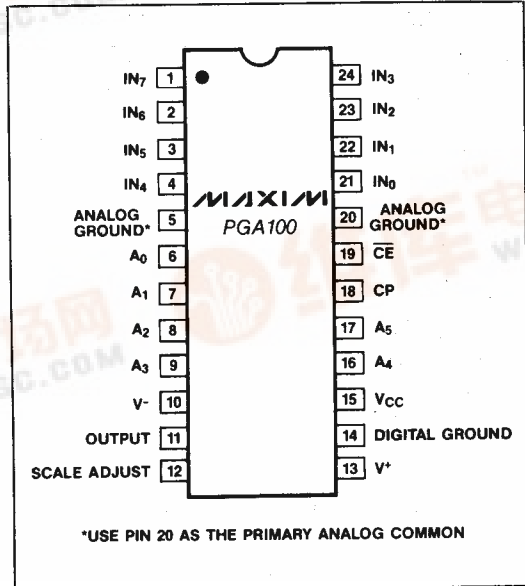 IN7 1
IN6 2
IN5 3
IN4 4
ANALOG
GROUND* 5
A0 6
A1 7
A2 8
A3 9
V- 10
OUTPUT 11
SCALE ADJUST 12
MAXIM
PGA100
24 IN3
23 IN2
22 IN1
21 IN0
20 ANALOG
GROUND*
19 CE
18 CP
17 A5
16 A4
15 VCC
14 DIGITAL GROUND
13 V+
*USE PIN 20 AS THE PRIMARY ANALOG COMMON